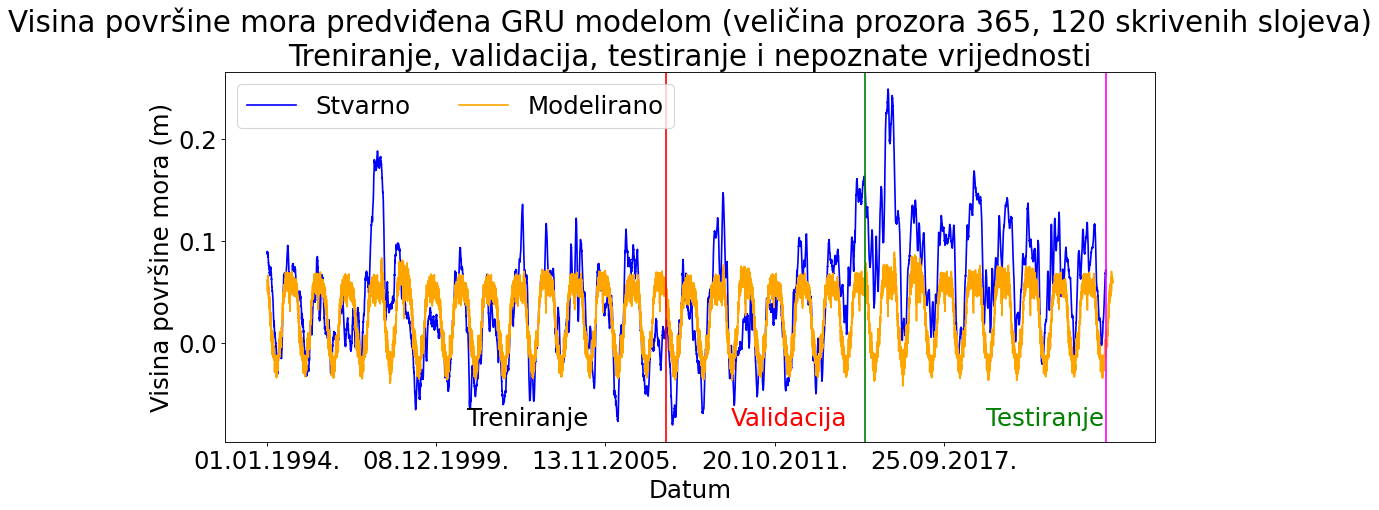 Visina površine mora predviđena GRU modelom (veličina prozora 365, 120 skrivenih slojeva)
Treniranje, validacija, testiranje i nepoznate vrijednosti
Stvarno
Modelirano
Visina površine mora (m)
0.2
0.1
0.0
Treniranje
Validacija
Testiranje
01.01.1994.
08.12.1999.
13.11.2005.
20.10.2011.
25.09.2017.
Datum